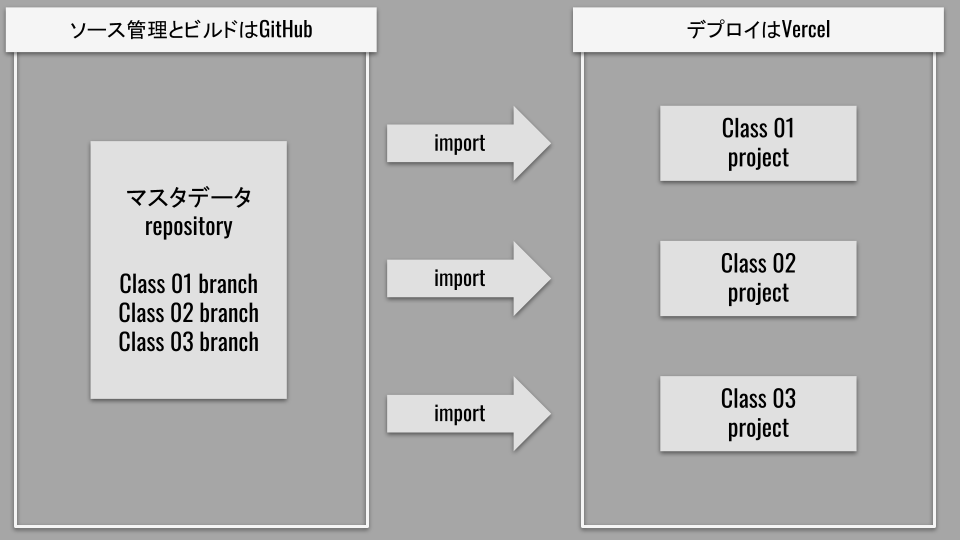 ソース管理とビルドはGitHub
マスタデータ
repository
Class 01 branch
Class 02 branch
Class 03 branch
import
import
import
デプロイはVercel
Class 01
project
Class 02
project
Class 03
project